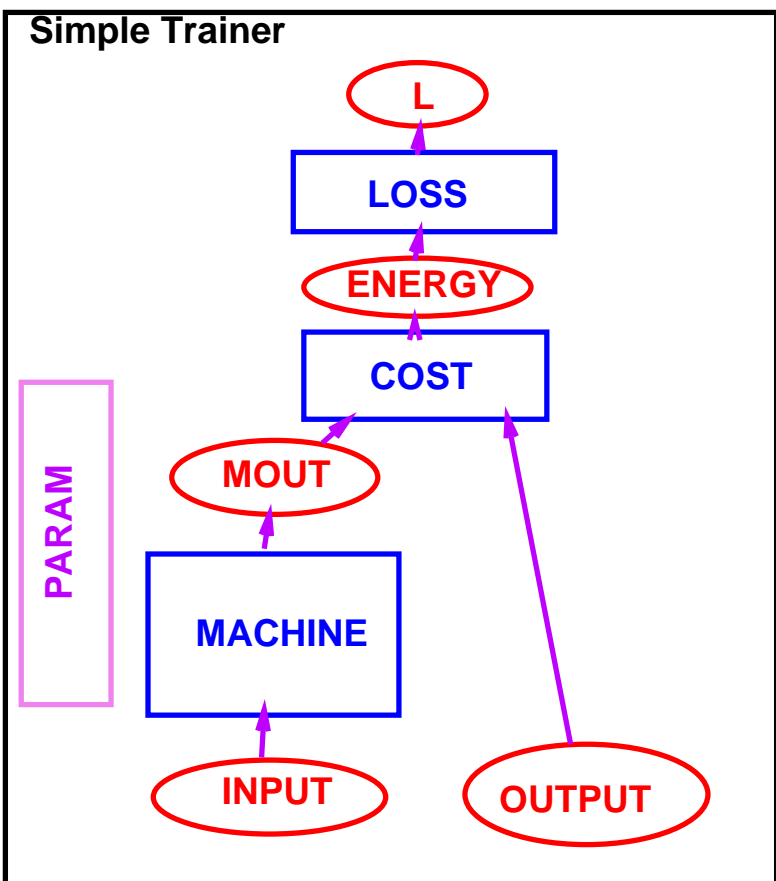 Simple Trainer
L
LOSS
ENERGY
COST
MOUT
PARAM
MACHINE
INPUT
OUTPUT